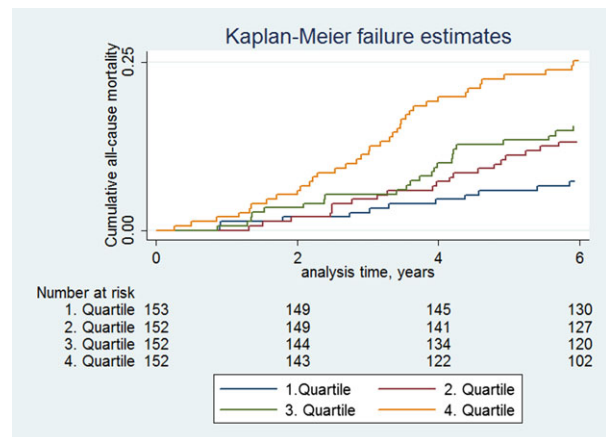 Kaplan-Meier failure estimates
Cumulative all-cause mortality
0.25
0.00
0 2 4 6
analysis time, years
Number at risk
1. Quartile 153 149 145 130
2. Quartile 152 149 141 127
3. Quartile 152 144 134 120
4. Quartile 152 143 122 102
1.Quartile 2. Quartile
3. Quartile 4. Quartile